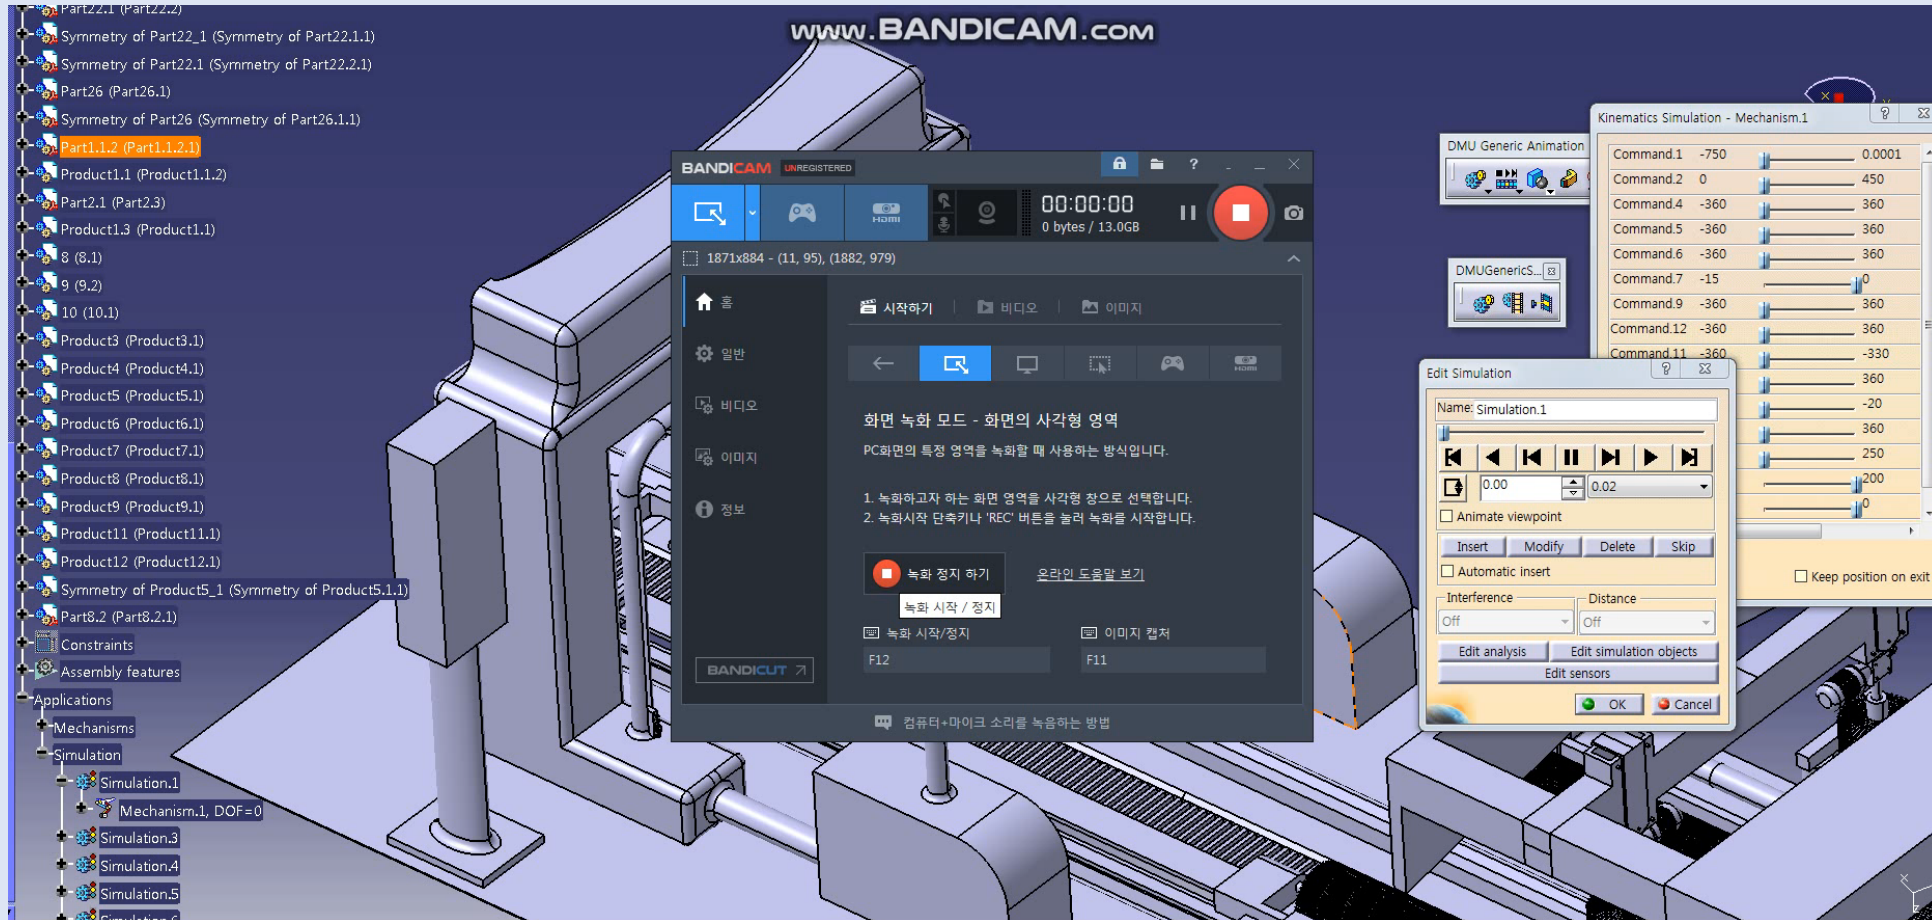 Part22.1 (Part22.2)
Symmetry of Part22_1 (Symmetry of Part22.1.1)
Symmetry of Part22.1 (Symmetry of Part22.2.1)
Part26 (Part26.1)
Symmetry of Part26 (Symmetry of Part26.1.1)
Part1.1.2 (Part1.1.2.1)
Product1.1 (Product1.1.2)
Part2.1 (Part2.3)
Product1.3 (Product1.1)
8 (8.1)
9 (9.2)
10 (10.1)
Product3 (Product3.1)
Product4 (Product4.1)
Product5 (Product5.1)
Product6 (Product6.1)
Product7 (Product7.1)
Product8 (Product8.1)
Product9 (Product9.1)
Product11 (Product11.1)
Product12 (Product12.1)
Symmetry of Product5_1 (Symmetry of Product5.1.1)
Part8.2 (Part8.2.1)
Constraints
Assembly features
Applications
Mechanisms
Simulation
Simulation.1
Mechanism.1, DOF=0
Simulation.3
Simulation.4
Simulation.5
Simulation.6
www.BANDICAM.com
BANDICAM UNREGISTERED
?
HDMI
00:00:00
0 bytes / 13.0GB
1871x884 - (11, 95), (1882, 979)
홈
일반
비디오
이미지
정보
BANDICUT
시작하기
비디오
이미지
HDMI
화면 녹화 모드 - 화면의 사각형 영역
PC화면의 특정 영역을 녹화할 때 사용하는 방식입니다.
1. 녹화하고자 하는 화면 영역을 사각형 창으로 선택합니다.
2. 녹화시작 단축키나 'REC' 버튼을 눌러 녹화를 시작합니다.
녹화 정지 하기
온라인 도움말 보기
녹화 시작 / 정지
녹화 시작/정지
이미지 캡처
F12
F11
컴퓨터+마이크 소리를 녹음하는 방법
DMU Generic Animation
DMUGenericS...
Kinematics Simulation - Mechanism.1
Command.1 -750 0.0001
Command.2 0 450
Command.4 -360 360
Command.5 -360 360
Command.6 -360 360
Command.7 -15 0
Command.9 -360 360
Command.12 -360 360
Command.11 -360 -330
360
-20
360
250
200
0
Keep position on exit
Edit Simulation
Name: Simulation.1
0.00
0.02
Animate viewpoint
Insert Modify Delete Skip
Automatic insert
Interference
Distance
Off
Off
Edit analysis
Edit simulation objects
Edit sensors
OK
Cancel